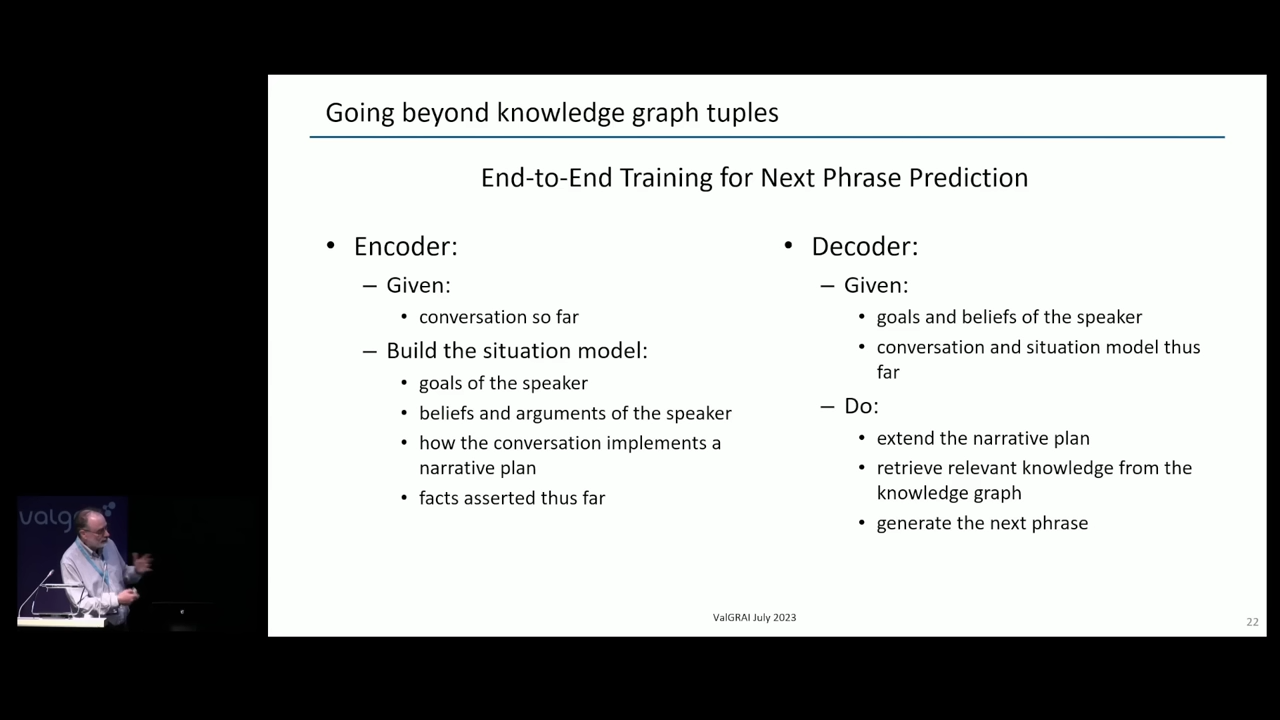 Going beyond knowledge graph tuples
End-to-End Training for Next Phrase Prediction
• Encoder:
– Given:
• conversation so far
– Build the situation model:
• goals of the speaker
• beliefs and arguments of the speaker
• how the conversation implements a
narrative plan
• facts asserted thus far
• Decoder:
– Given:
• goals and beliefs of the speaker
• conversation and situation model thus
far
– Do:
• extend the narrative plan
• retrieve relevant knowledge from the
knowledge graph
• generate the next phrase
ValGRAI July 2023
22
valg